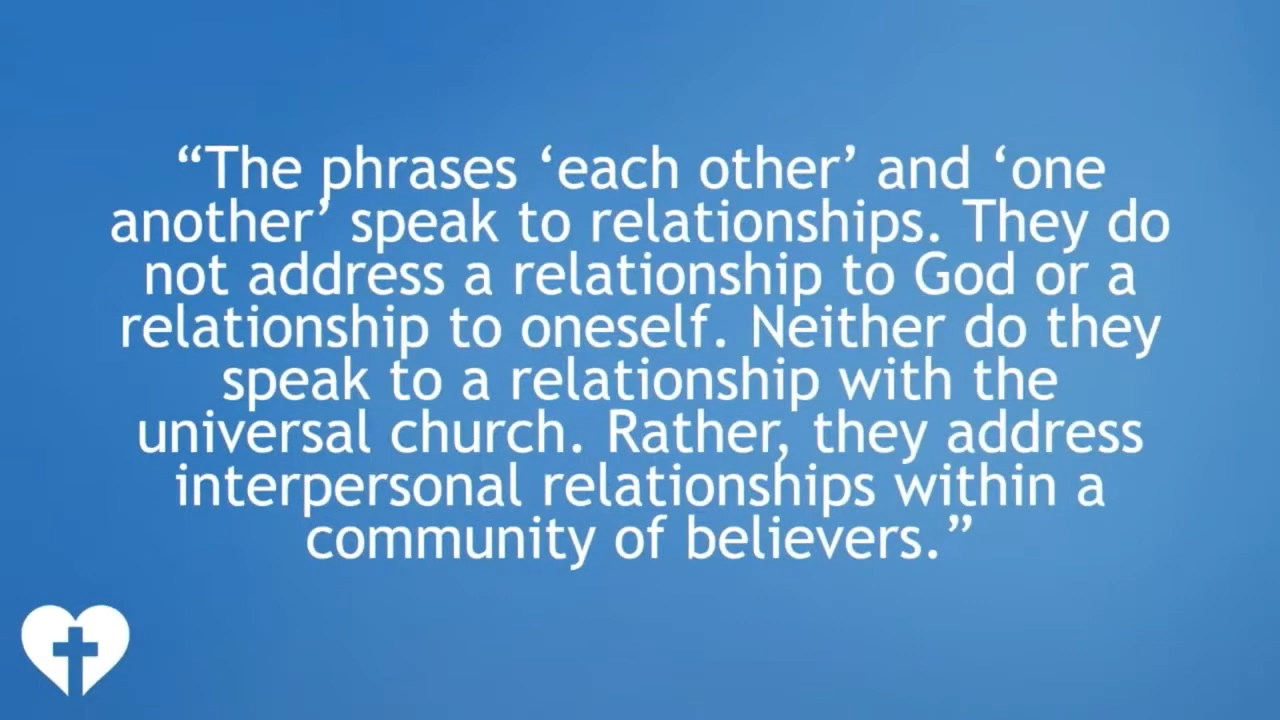 “The phrases ‘each other’ and ‘one
another’ speak to relationships. They do
not address a relationship to God or a
relationship to oneself. Neither do they
speak to a relationship with the
universal church. Rather, they address
interpersonal relationships within a
community of believers.”